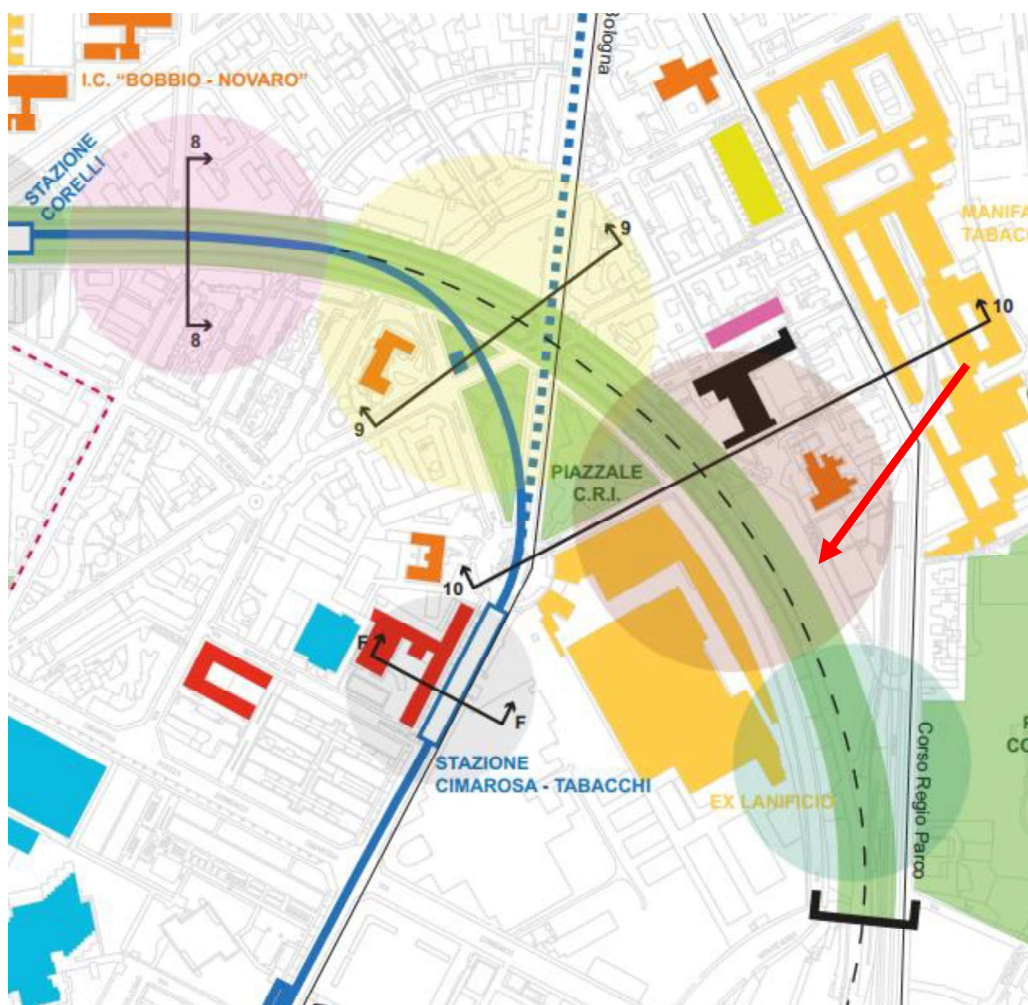 Bologna
I.C. “BOBBIO - NOVARO”
STAZIONE
CORELLI
8
8
9
9
MANIFA
TABACC
10
PIAZZALE
C.R.I.
10
F
F
STAZIONE
CIMAROSA - TABACCHI
EX LANIFICIO
Corso Regio Parco
CO